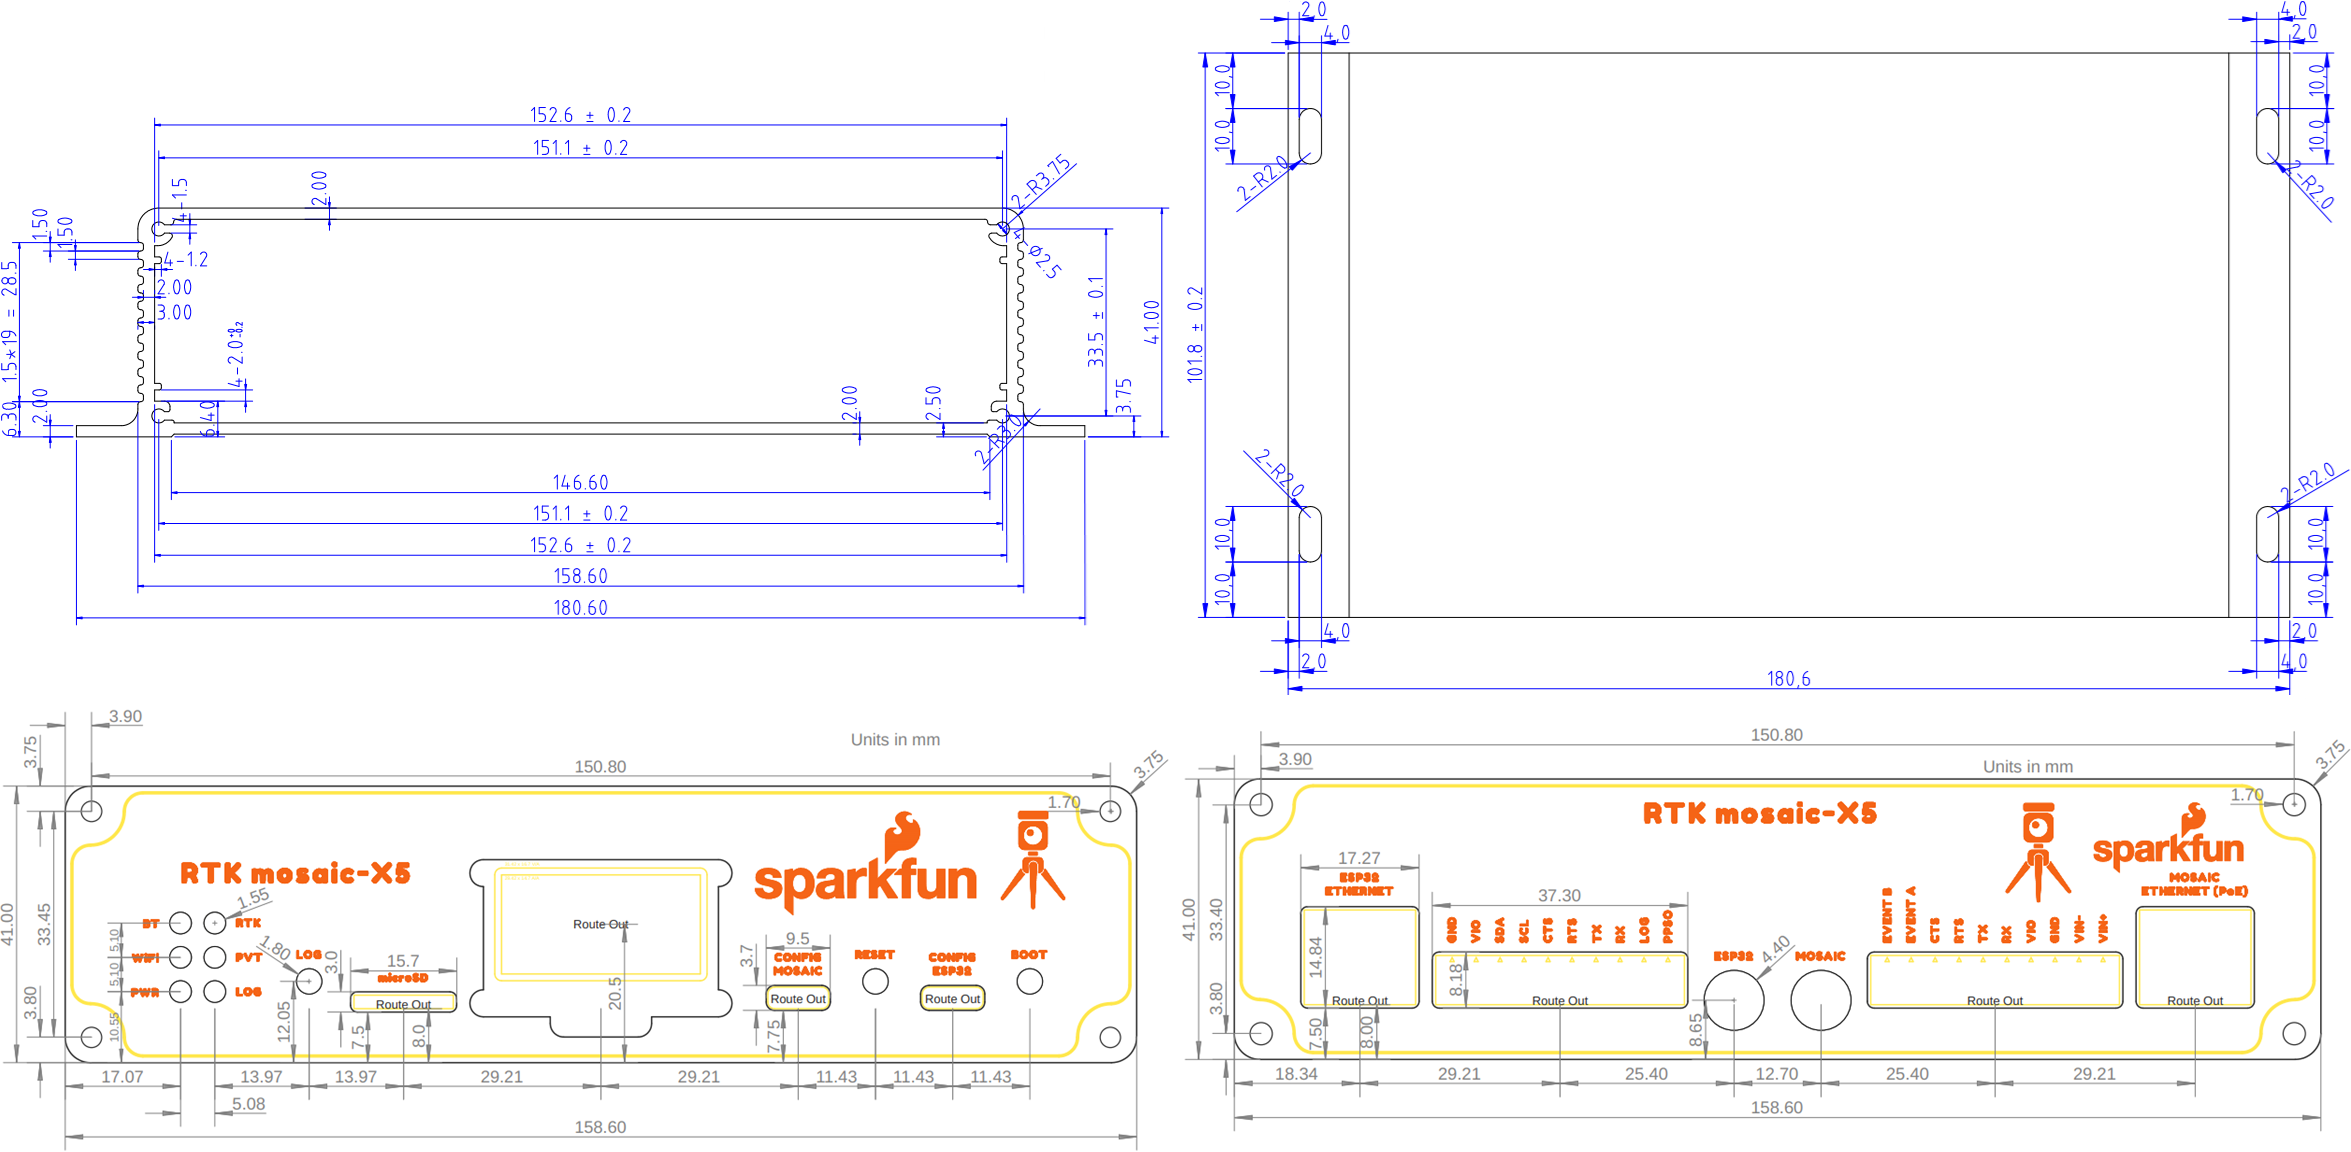 152.6 ± 0.2
151.1 ± 0.2
2.00
4-1.5
2-R3.75
1.50
1.50
4-Ø2.5
4-1.2
2.00
3.00
1.5*19 = 28.5
33.5 ± 0.1
41.00
4-2.0
6.30
2.00
6.40
2.00
2.50
3.75
2-R3.0
146.60
151.1 ± 0.2
152.6 ± 0.2
158.60
180.60
2,0
4,0
4,0
2,0
10,0
10,0
10,0
10,0
2-R2.0
2-R2.0
101.8 ± 0.2
2-R2.0
2-R2.0
10,0
10,0
10,0
10,0
4,0
2,0
2,0
4,0
180,6
3.90
3.75
Units in mm
150.80
3.75
1.70
41.00
33.45
3.80
RTK mosaic-X5
sparkfun
1.55
BT
RTK
WiFi
PVT
PWR
LOG
5.10
5.10
10.55
1.80
LOG
12.05
3.0
15.7
microSD
Route Out
7.5
8.0
Route Out
20.5
3.7
9.5
CONFIG
MOSAIC
Route Out
7.75
RESET
CONFIG
ESP32
Route Out
BOOT
17.07
13.97
13.97
29.21
29.21
11.43
11.43
11.43
5.08
158.60
150.80
3.90
Units in mm
3.75
1.70
RTK mosaic-X5
sparkfun
41.00
33.40
3.80
17.27
ESP32
ETHERNET
14.84
Route Out
7.50
8.00
37.30
GND
VIO
SDA
SCL
CTS
RTS
TX
RX
LOG
PPSO
8.18
Route Out
ESP32
4.40
MOSAIC
8.65
EVENT B
EVENT A
CTS
RTS
TX
RX
VIO
GND
VIN-
VIN+
Route Out
MOSAIC
ETHERNET (PoE)
Route Out
18.34
29.21
25.40
12.70
25.40
29.21
158.60